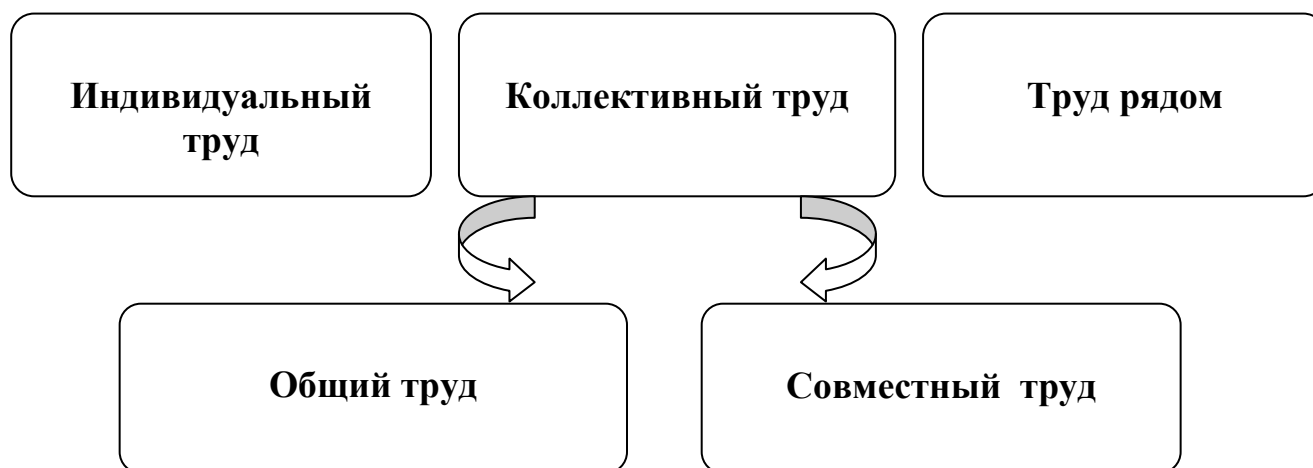 Индивидуальный
труд
Коллективный труд
Труд рядом
Общий труд
Совместный труд